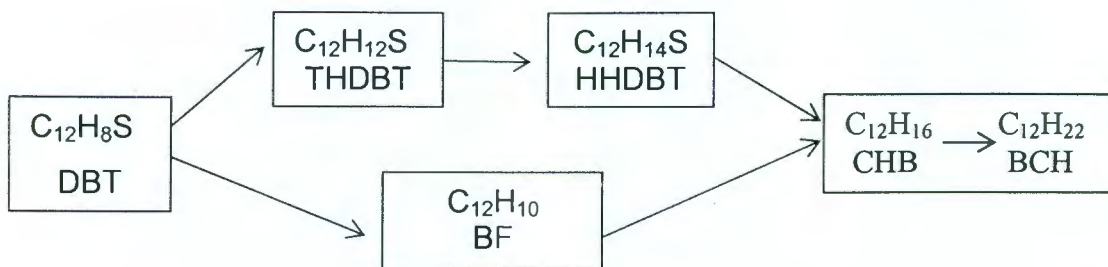 C₁₂H₁₂S
THDBT
C₁₂H₁₄S
HHDBT
C₁₂H₈S
DBT
C₁₂H₁₆ → C₁₂H₂₂
CHB BCH
C₁₂H₁₀
BF